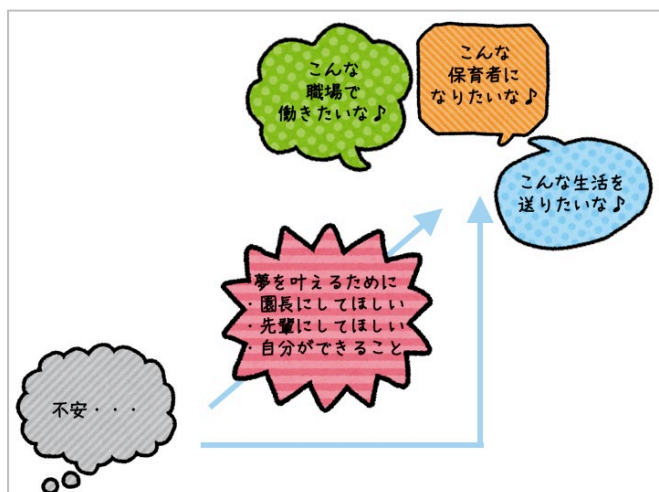 こんな
職場で
働きたいな♪
こんな
保育者に
なりたいな♪
こんな生活を
送りたいな♪
夢を叶えるために
・園長にしてほしい
・先輩にしてほしい
・自分ができること
不安・・・